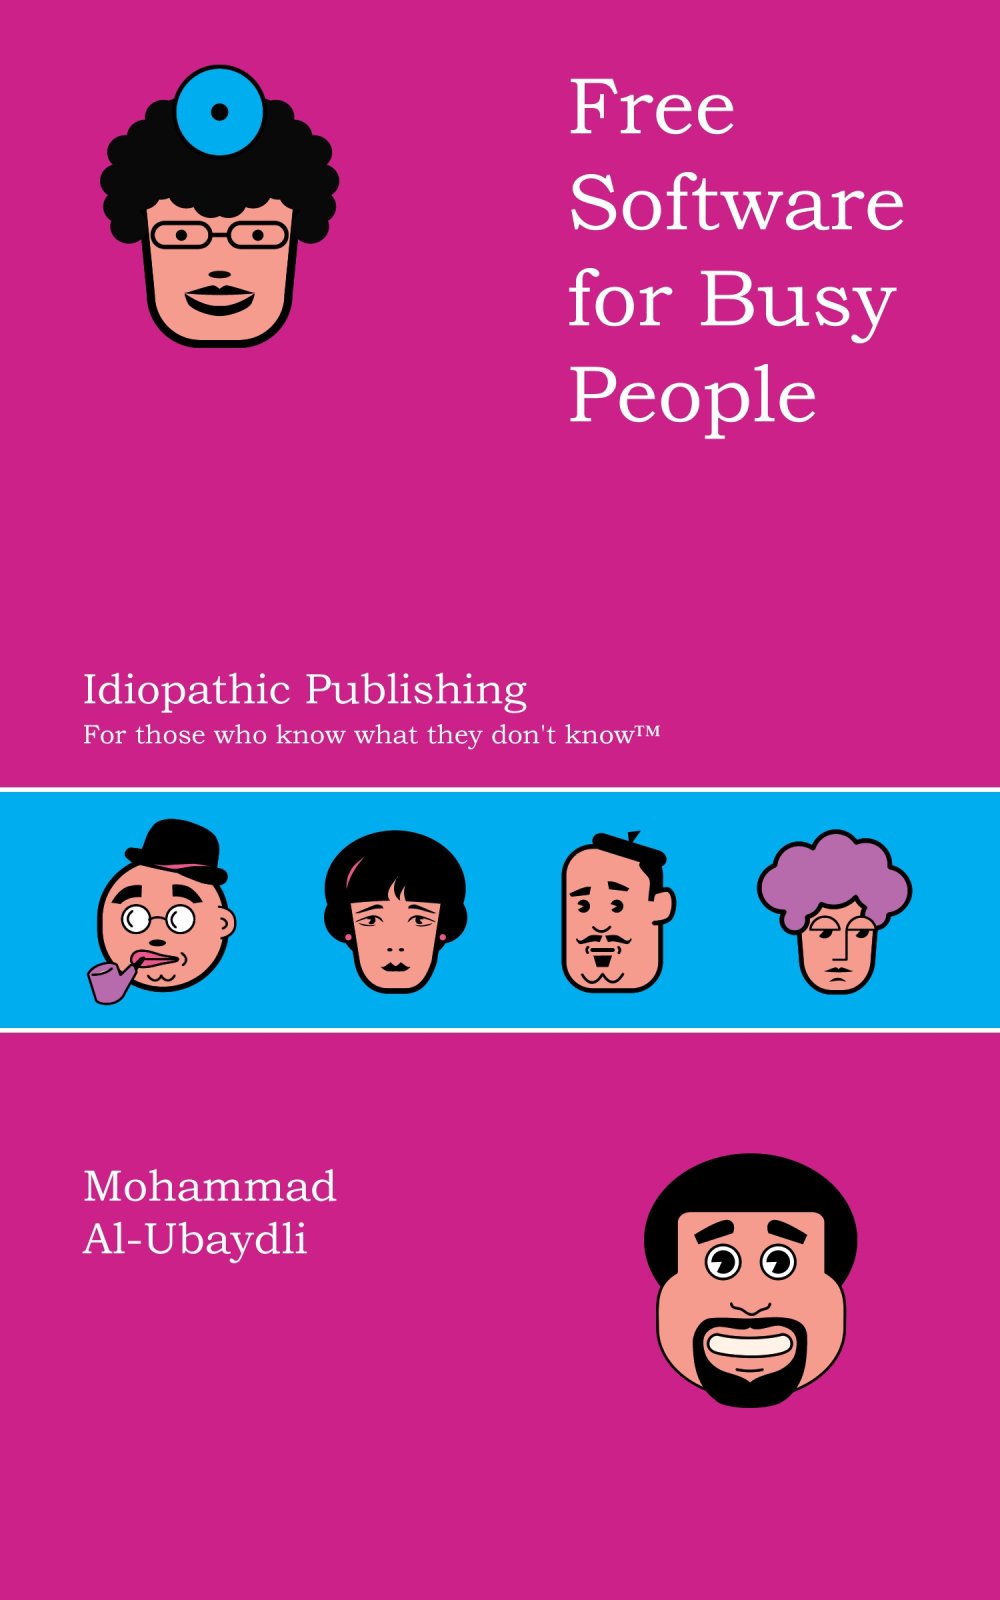 Free
Software
for Busy
People
Idiopathic Publishing
For those who know what they don't know™
Mohammad
Al-Ubaydli